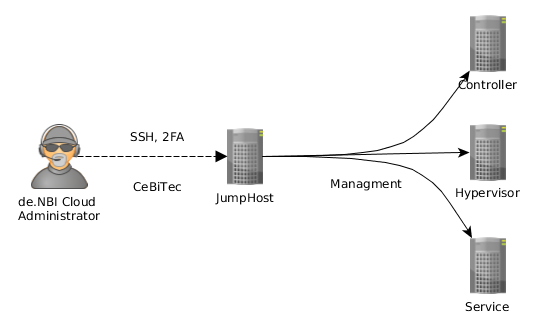 Controller
SSH, 2FA
CeBiTec
de.NBI Cloud
Administrator
JumpHost
Managment
Hypervisor
Service